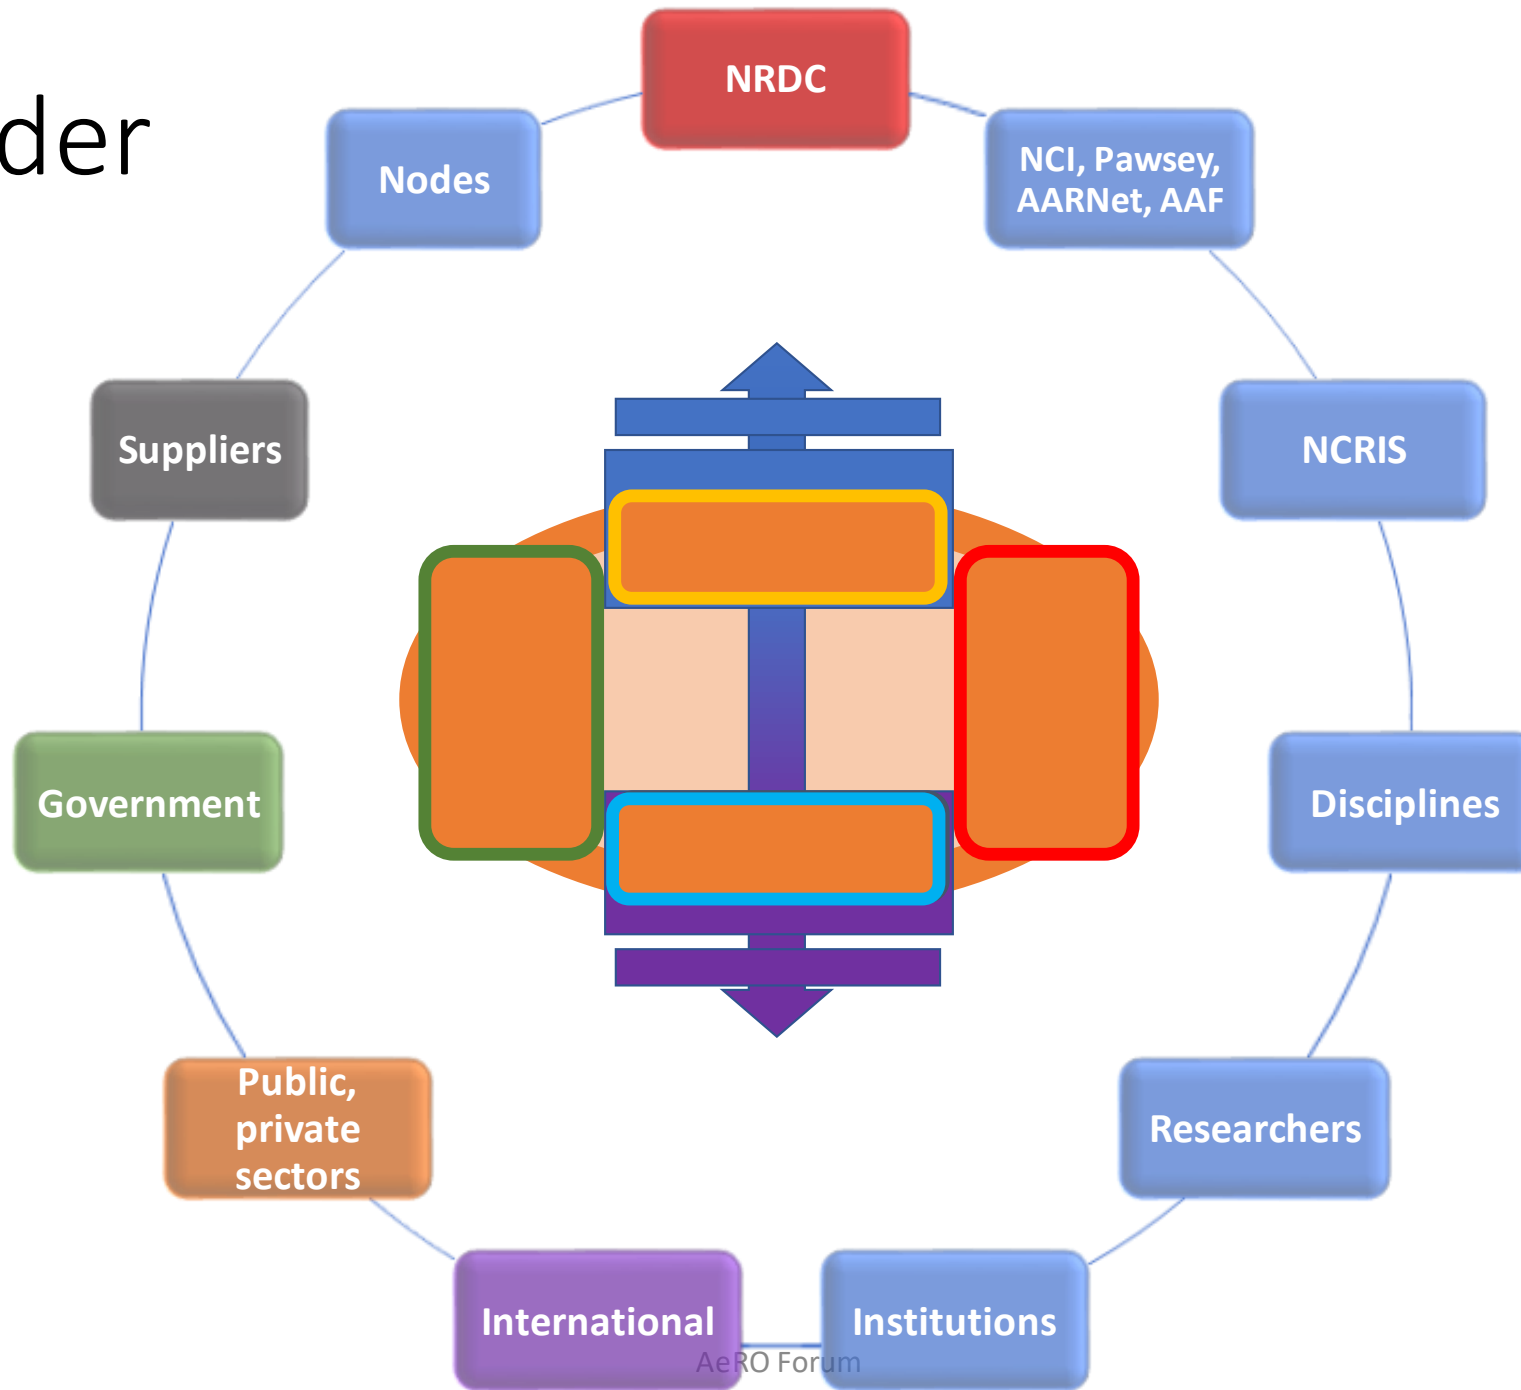 der
NRDC
Nodes
NCI, Pawsey,
AARNet, AAF
Suppliers
NCRIS
Government
Disciplines
Public,
private
sectors
Researchers
International
Institutions
AeRO Forum